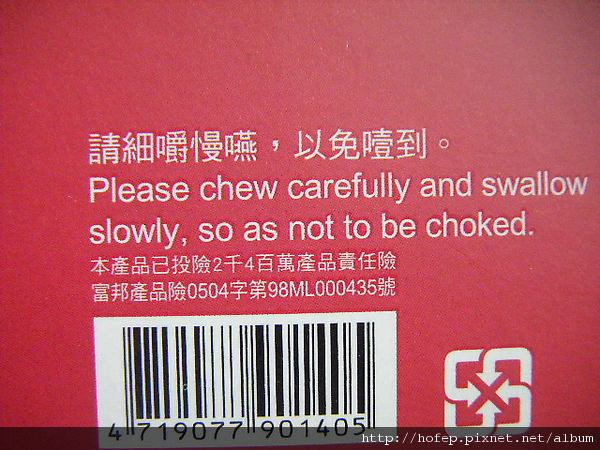 請細嚼慢嚥，以免噎到。
Please chew carefully and swallow
slowly, so as not to be choked.
本產品已投險2千4百萬產品責任險
富邦產品險0504字第98ML000435號
4 719077 901405
http://hofep.pixnet.net/album